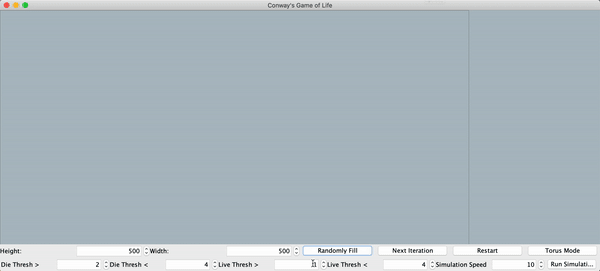 Conway's Game of Life
Height: 500 Width: 500 Randomly Fill Next Iteration Restart Torus Mode
Die Thresh > 2 Die Thresh < 4 Live Thresh > Live Thresh < 4 Simulation Speed 10 Run Simulati...